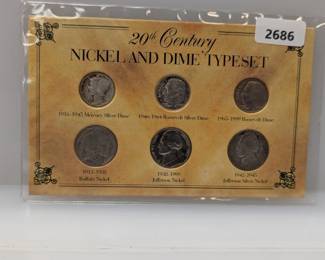 2686
20th Century
NICKEL AND DIME TYPESET
1916-1945 Mercury Silver Dime
1946-1964 Roosevelt Silver Dime
1965-1999 Roosevelt Dime
1913-1938
Buffalo Nickel
1938-1999
Jefferson Nickel
1942-1945
Jefferson Silver Nickel